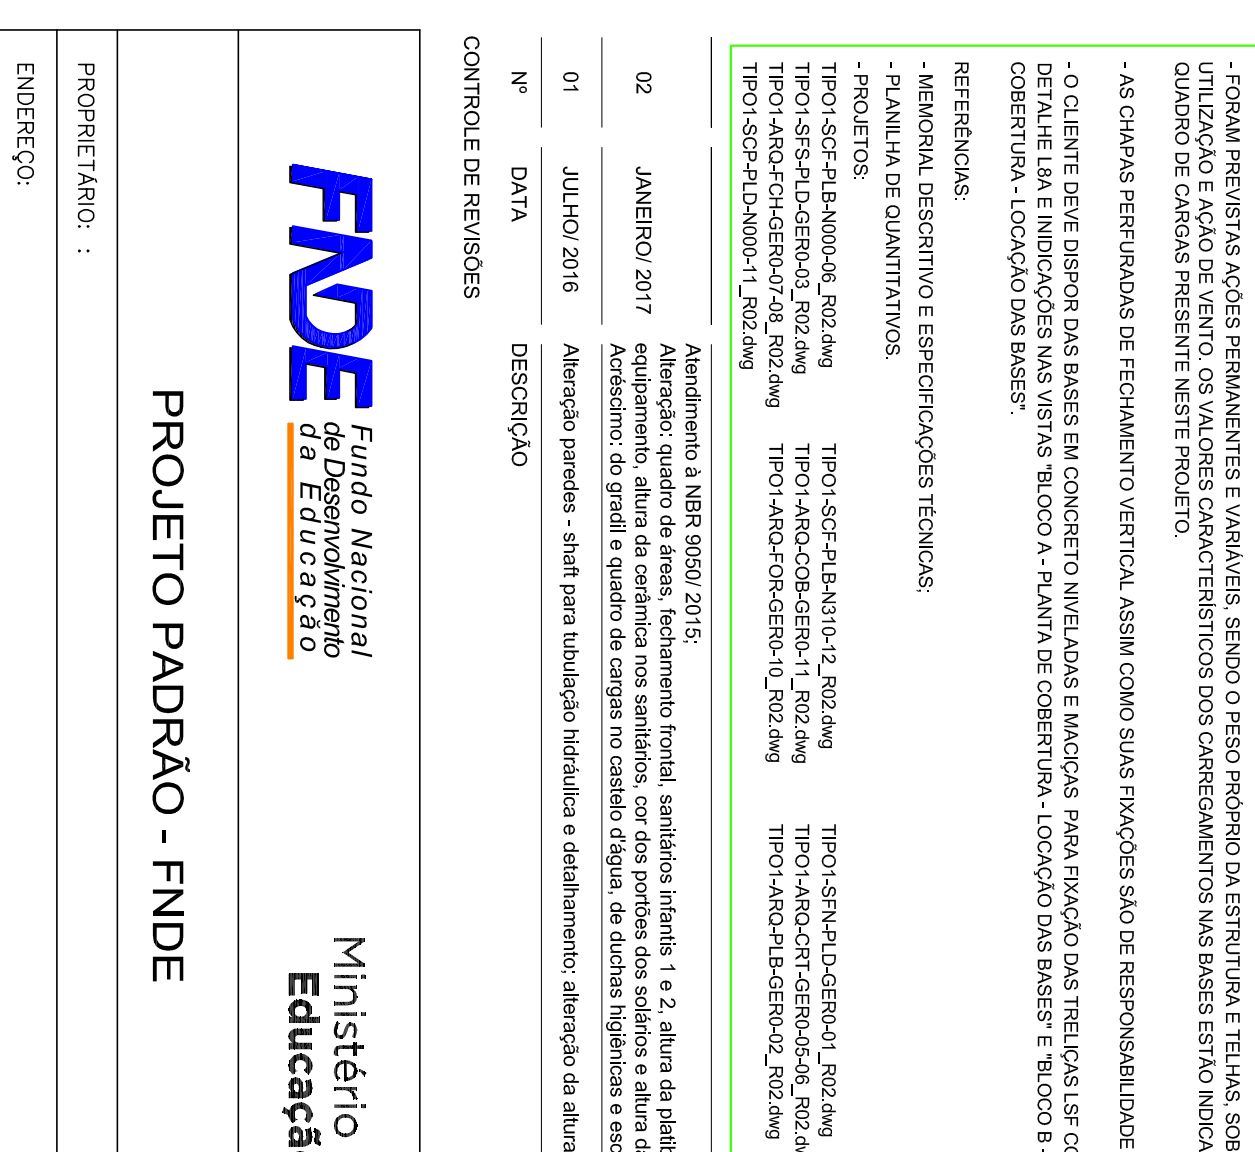 - FORAM PREVISTAS AÇÕES PERMANENTES E VARIÁVEIS, SENDO O PESO PRÓPRIO DA ESTRUTURA E TELHAS, SOB
UTILIZAÇÃO E AÇÃO DE VENTO. OS VALORES CARACTERÍSTICOS DOS CARREGAMENTOS NAS BASES ESTÃO INDICA
QUADRO DE CARGAS PRESENTE NESTE PROJETO.
- AS CHAPAS PERFURADAS DE FECHAMENTO VERTICAL ASSIM COMO SUAS FIXAÇÕES SÃO DE RESPONSABILIDADE
- O CLIENTE DEVE DISPOR DAS BASES EM CONCRETO NIVELADAS E MACIÇAS PARA FIXAÇÃO DAS TRELIÇAS LSF CO
DETALHE L8A E INIDICAÇÕES NAS VISTAS "BLOCO A - PLANTA DE COBERTURA - LOCAÇÃO DAS BASES" E "BLOCO B -
COBERTURA - LOCAÇÃO DAS BASES".
REFERÊNCIAS:
- MEMORIAL DESCRITIVO E ESPECIFICAÇÕES TÉCNICAS;
- PLANILHA DE QUANTITATIVOS.
- PROJETOS:
TIPO1-SCF-PLB-N000-06_R02.dwg TIPO1-SCF-PLB-N310-12_R02.dwg TIPO1-SFN-PLD-GER0-01_R02.dwg
TIPO1-SFS-PLD-GER0-03_R02.dwg TIPO1-ARQ-COB-GER0-11_R02.dwg TIPO1-ARQ-CRT-GER0-05-06_R02.dw
TIPO1-ARQ-FCH-GER0-07-08_R02.dwg TIPO1-ARQ-FOR-GER0-10_R02.dwg TIPO1-ARQ-PLB-GER0-02_R02.dwg
TIPO1-SCP-PLD-N000-11_R02.dwg
Atendimento à NBR 9050/ 2015;
Alteração: quadro de áreas, fechamento frontal, sanitários infantis 1 e 2, altura da platib
02 JANEIRO/ 2017 equipamento, altura da cerâmica nos sanitários, cor dos portões dos solários e altura da
Acréscimo: do gradil e quadro de cargas no castelo d'água, de duchas higiênicas e esc
01 JULHO/ 2016 Alteração paredes - shaft para tubulação hidráulica e detalhamento; alteração da altura
Nº DATA DESCRIÇÃO
CONTROLE DE REVISÕES
FNDE
Fundo Nacional
de Desenvolvimento
da Educação
Ministério
Educaçã
PROJETO PADRÃO - FNDE
PROPRIETÁRIO: :
ENDEREÇO: